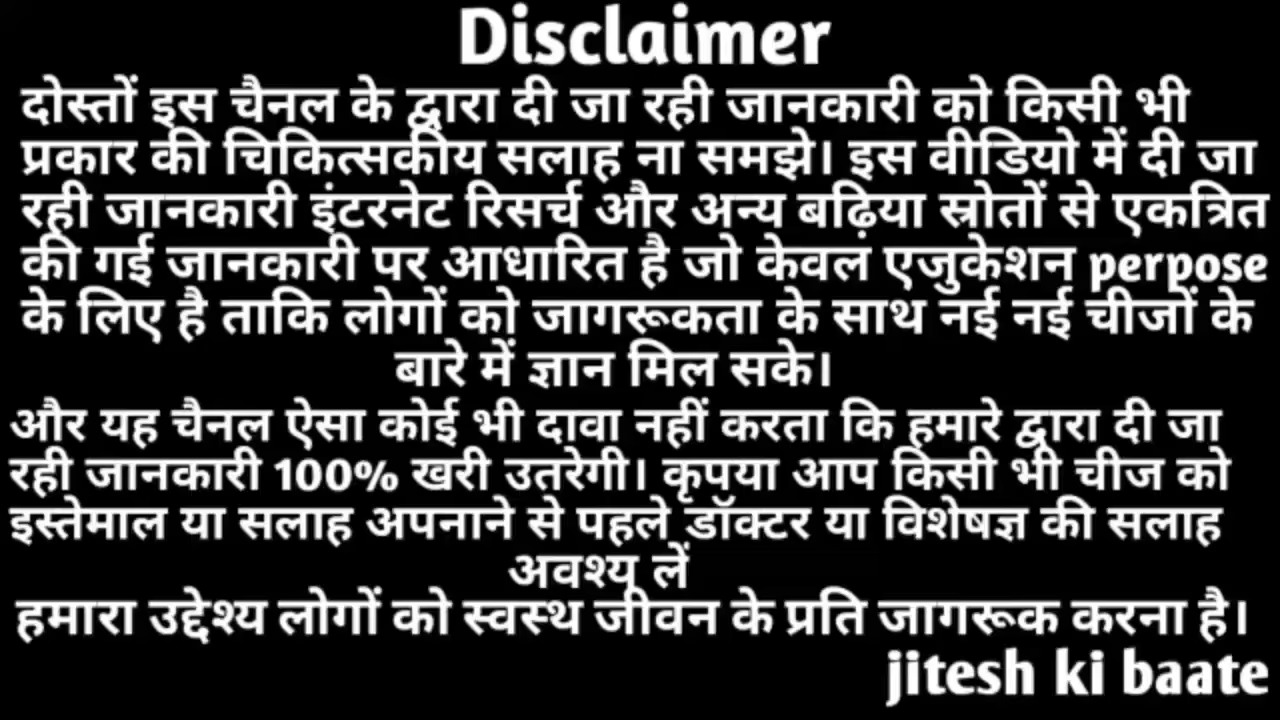 Disclaimer
दोस्तों इस चैनल के द्वारा दी जा रही जानकारी को किसी भी
प्रकार की चिकित्सकीय सलाह ना समझे। इस वीडियो में दी जा
रही जानकारी इंटरनेट रिसर्च और अन्य बढ़िया स्रोतों से एकत्रित
की गई जानकारी पर आधारित है जो केवल एजुकेशन perpose
के लिए है ताकि लोगों को जागरूकता के साथ नई नई चीजों के
बारे में ज्ञान मिल सके।
और यह चैनल ऐसा कोई भी दावा नहीं करता कि हमारे द्वारा दी जा
रही जानकारी 100% खरी उतरेगी। कृपया आप किसी भी चीज को
इस्तेमाल या सलाह अपनाने से पहले डॉक्टर या विशेषज्ञ की सलाह
अवश्य लें
हमारा उद्देश्य लोगों को स्वस्थ जीवन के प्रति जागरूक करना है।
jitesh ki baate